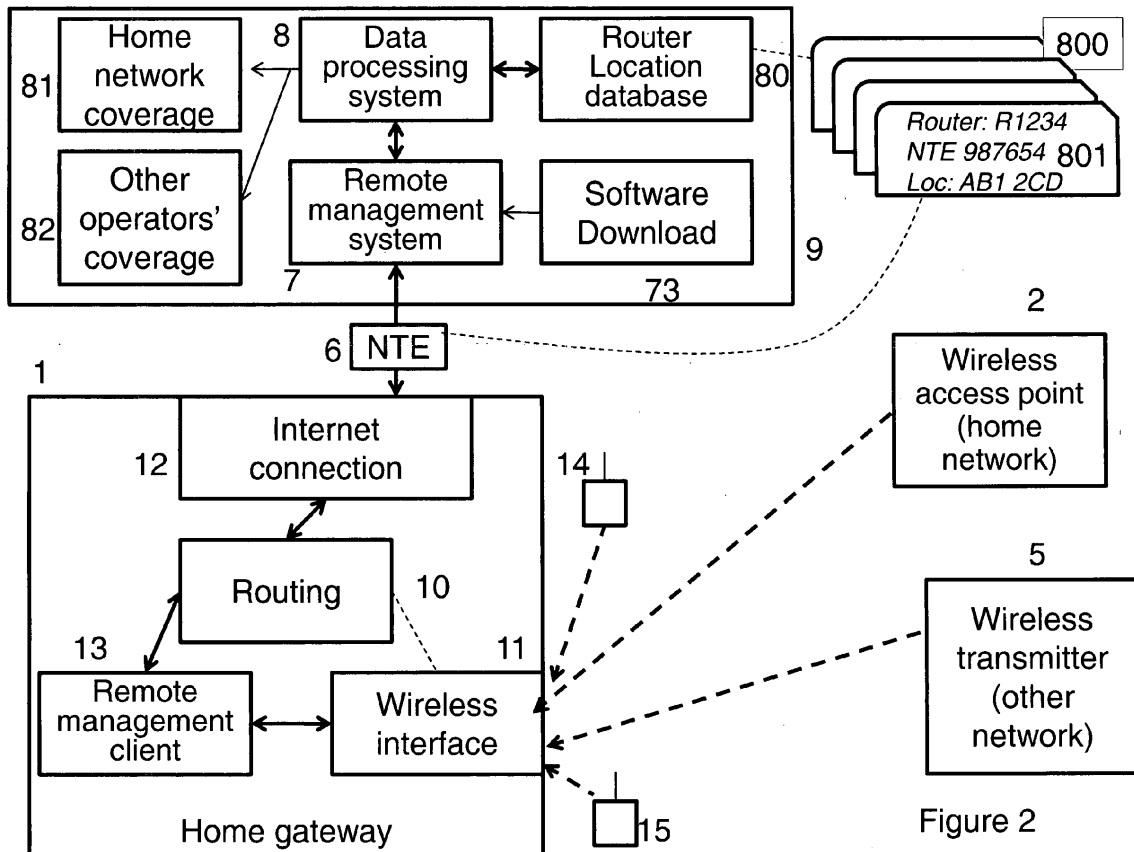 81
Home
network
coverage
8
Data
processing
system
Router
Location
database
80
800
Router: R1234
NTE 987654
801
Loc: AB1 2CD
82
Other
operators'
coverage
Remote
management
system
7
Software
Download
73
9
6
NTE
1
2
Wireless
access point
(home
network)
12
Internet
connection
14
Routing
10
5
Wireless
transmitter
(other
network)
13
Remote
management
client
11
Wireless
interface
15
Home gateway
Figure 2